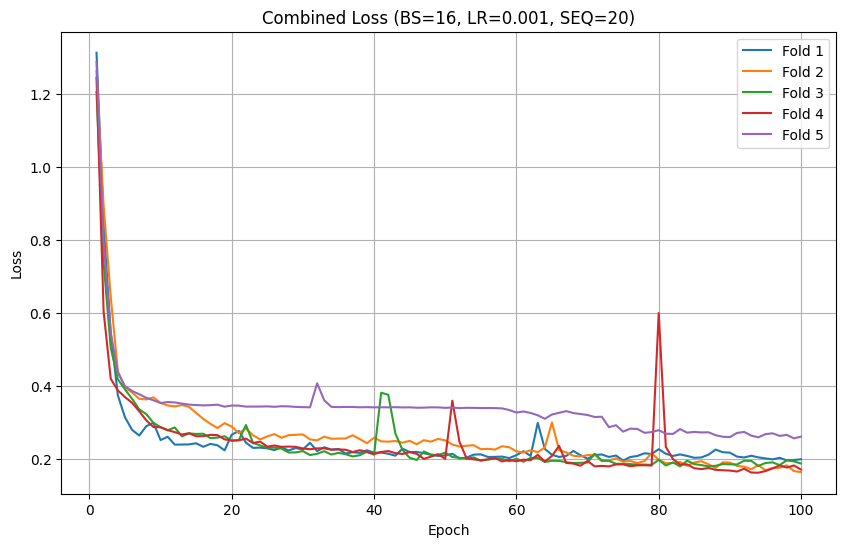 Combined Loss (BS=16, LR=0.001, SEQ=20)
Fold 1
Fold 2
Fold 3
Fold 4
Fold 5
Loss
1.2
1.0
0.8
0.6
0.4
0.2
0 20 40 60 80 100
Epoch